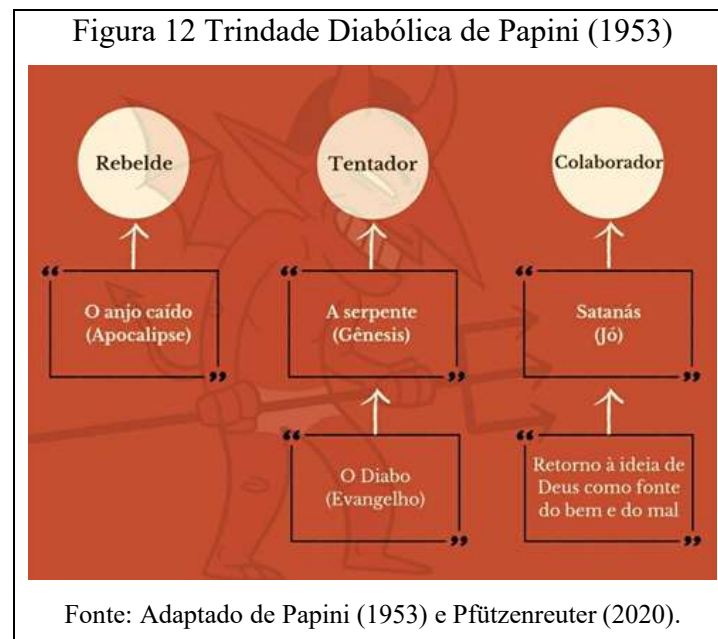 Figura 12 Trindade Diabólica de Papini (1953)
Rebelde
Tentador
Colaborador
O anjo caído
(Apocalipse)
A serpente
(Gênesis)
Satanás
(Jó)
O Diabo
(Evangelho)
Retorno à ideia de
Deus como fonte
do bem e do mal
Fonte: Adaptado de Papini (1953) e Pfützenreuter (2020).